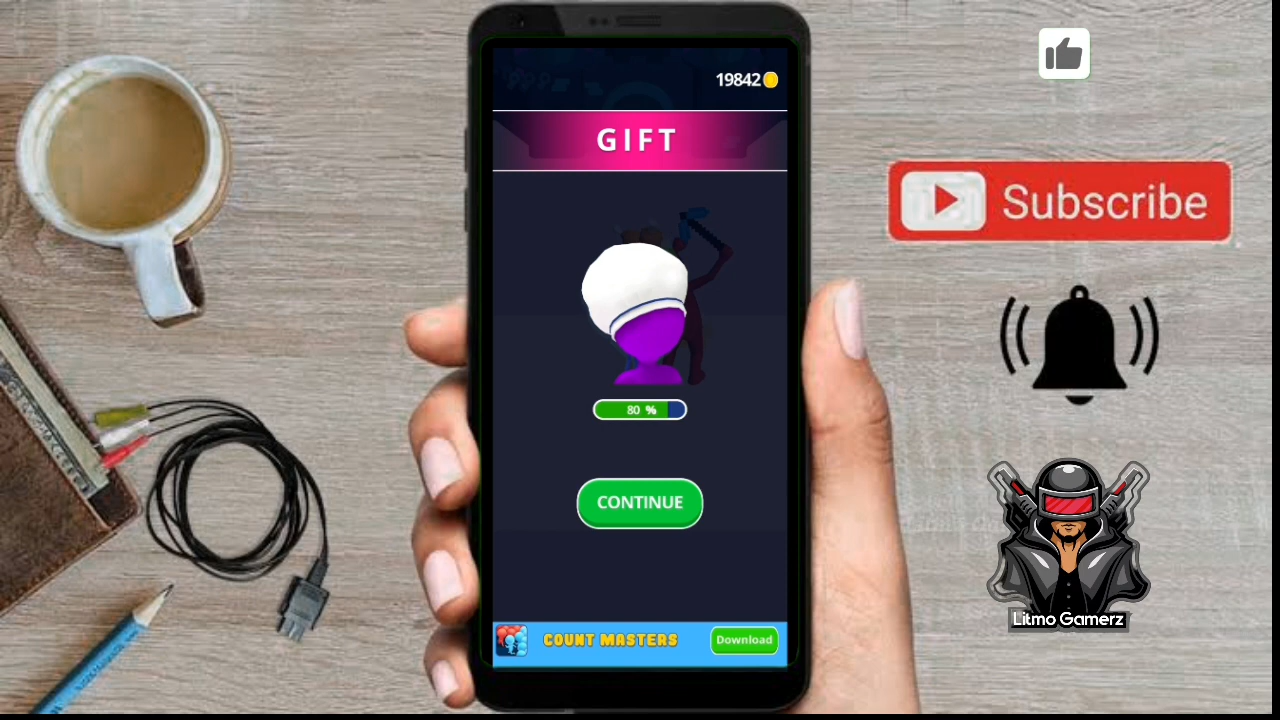 19842
GIFT
80 %
CONTINUE
COUNT MASTERS
Download
Subscribe
Litmo Gamerz